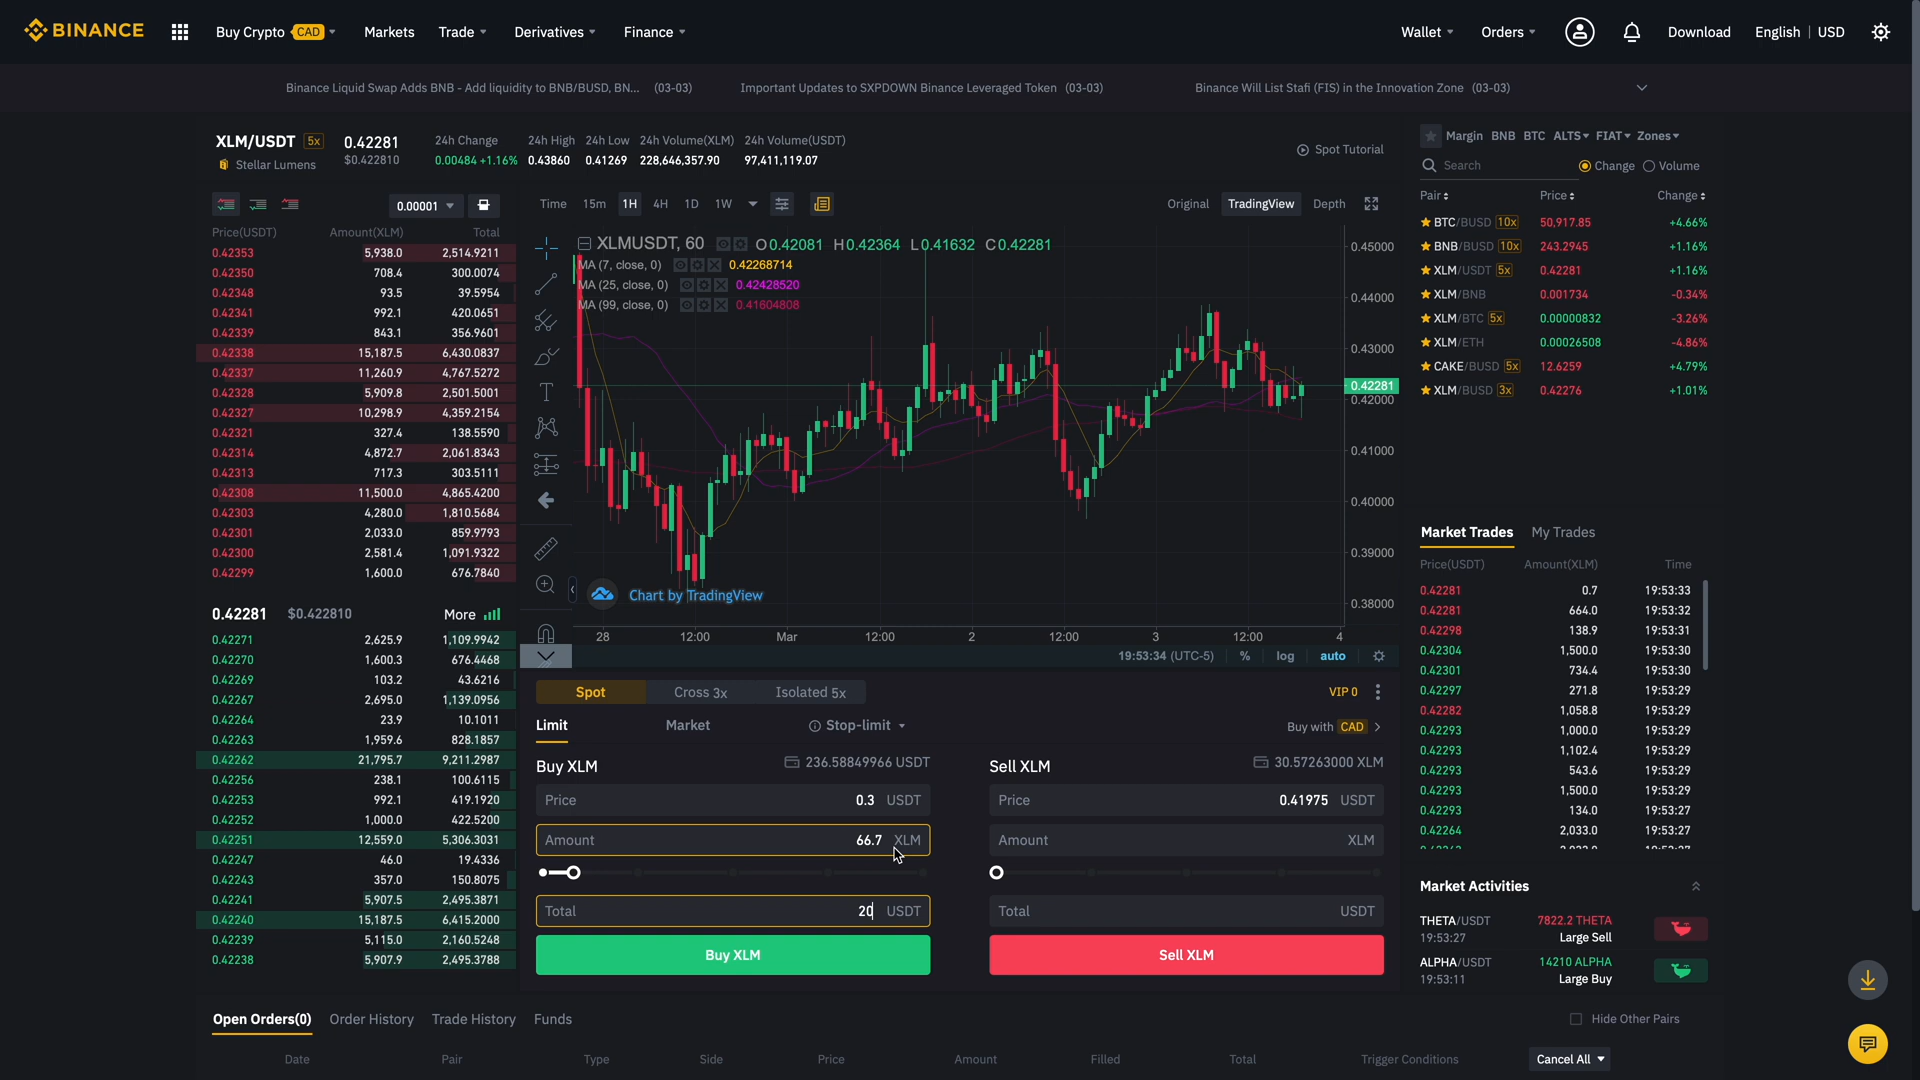 BINANCE
Buy Crypto CAD
Markets
Trade
Derivatives
Finance
Wallet
Orders
Download
English | USD
Binance Liquid Swap Adds BNB - Add liquidity to BNB/BUSD, BN... (03-03)
Important Updates to SXPDOWN Binance Leveraged Token (03-03)
Binance Will List Stafi (FIS) in the Innovation Zone (03-03)
XLM/USDT 5x
Stellar Lumens
0.42281
$0.422810
24h Change
0.00484 +1.16%
24h High
0.43860
24h Low
0.41269
24h Volume(XLM)
228,646,357.90
24h Volume(USDT)
97,411,119.07
Spot Tutorial
0.00001
Price(USDT) Amount(XLM) Total
0.42353 5,938.0 2,514.9211
0.42350 708.4 300.0074
0.42348 93.5 39.5954
0.42341 992.1 420.0651
0.42339 843.1 356.9601
0.42338 15,187.5 6,430.0837
0.42337 11,260.9 4,767.5272
0.42328 5,909.8 2,501.5001
0.42327 10,298.9 4,359.2154
0.42321 327.4 138.5590
0.42314 4,872.7 2,061.8343
0.42313 717.3 303.5111
0.42308 11,500.0 4,865.4200
0.42303 4,280.0 1,810.5684
0.42301 2,033.0 859.9793
0.42300 2,581.4 1,091.9322
0.42299 1,600.0 676.7840
0.42281 $0.422810 More
0.42271 2,625.9 1,109.9942
0.42270 1,600.3 676.4468
0.42269 103.2 43.6216
0.42267 2,695.0 1,139.0956
0.42264 23.9 10.1011
0.42263 1,959.6 828.1857
0.42262 21,795.7 9,211.2987
0.42256 238.1 100.6115
0.42253 992.1 419.1920
0.42252 1,000.0 422.5200
0.42251 12,559.0 5,306.3031
0.42247 46.0 19.4336
0.42243 357.0 150.8075
0.42241 5,907.5 2,495.3871
0.42240 15,187.5 6,415.2000
0.42239 5,115.0 2,160.5248
0.42238 5,907.9 2,495.3788
Time 15m 1H 4H 1D 1W
Original TradingView Depth
XLMUSDT, 60 O0.42081 H0.42364 L0.41632 C0.42281
MA (7, close, 0) 0.42268714
MA (25, close, 0) 0.42428520
MA (99, close, 0) 0.41604808
0.45000
0.44000
0.43000
0.42281
0.42000
0.41000
0.40000
0.39000
0.38000
Chart by TradingView
28 12:00 Mar 12:00 2 12:00 3 12:00 4
19:53:34 (UTC-5) % log auto
Spot Cross 3x Isolated 5x
VIP 0
Limit Market Stop-limit
Buy with CAD
Buy XLM 236.58849966 USDT
Price 0.3 USDT
Amount 66.7 XLM
Total 20 USDT
Buy XLM
Sell XLM 30.57263000 XLM
Price 0.41975 USDT
Amount XLM
Total USDT
Sell XLM
Margin BNB BTC ALTS FIAT Zones
Search
Change Volume
Pair Price Change
BTC/BUSD 10x 50,917.85 +4.66%
BNB/BUSD 10x 243.2945 +1.16%
XLM/USDT 5x 0.42281 +1.16%
XLM/BNB 0.001734 -0.34%
XLM/BTC 5x 0.00000832 -3.26%
XLM/ETH 0.00026508 -4.86%
CAKE/BUSD 5x 12.6259 +4.79%
XLM/BUSD 3x 0.42276 +1.01%
Market Trades My Trades
Price(USDT) Amount(XLM) Time
0.42281 0.7 19:53:33
0.42281 664.0 19:53:32
0.42298 138.9 19:53:31
0.42304 1,500.0 19:53:30
0.42301 734.4 19:53:30
0.42297 271.8 19:53:29
0.42282 1,058.8 19:53:29
0.42293 1,000.0 19:53:29
0.42293 1,102.4 19:53:29
0.42293 543.6 19:53:29
0.42293 1,500.0 19:53:29
0.42293 134.0 19:53:27
0.42264 2,033.0 19:53:27
Market Activities
THETA/USDT 7822.2 THETA
19:53:27 Large Sell
ALPHA/USDT 14210 ALPHA
19:53:11 Large Buy
Open Orders(0) Order History Trade History Funds
Hide Other Pairs
Date Pair Type Side Price Amount Filled Total Trigger Conditions Cancel All